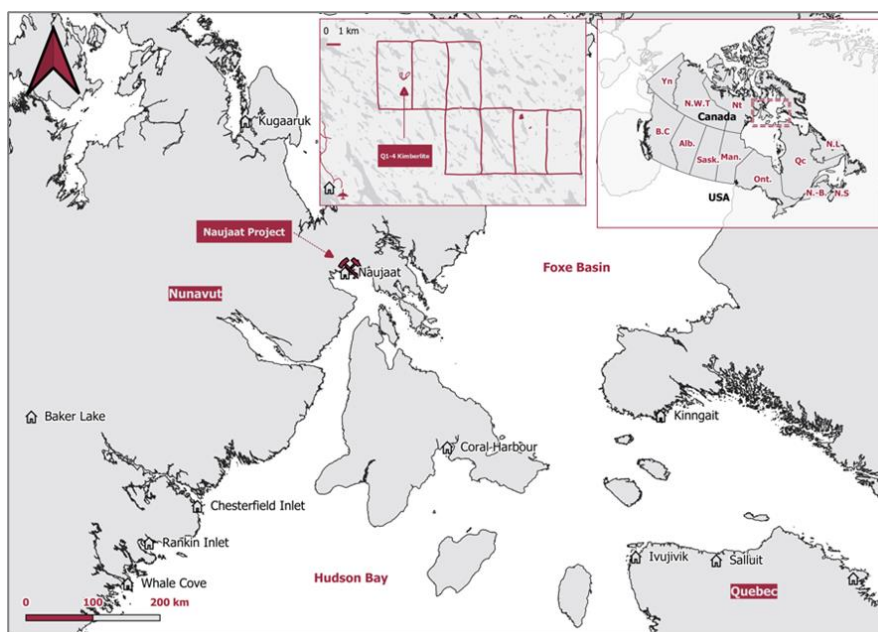 0 1 km
Q1-4 Kimberlite
Yn
N.W.T
Nt
Canada
B.C
Alb.
Sask.
Man.
Ont.
Qc
N.L
N.-B.
N.S
USA
Kugaaruk
Naujaat Project
Naujaat
Foxe Basin
Nunavut
Baker Lake
Kinngait
Coral-Harbour
Chesterfield Inlet
Rankin Inlet
Ivujivik
Salluit
Whale Cove
Hudson Bay
Quebec
0 100 200 km